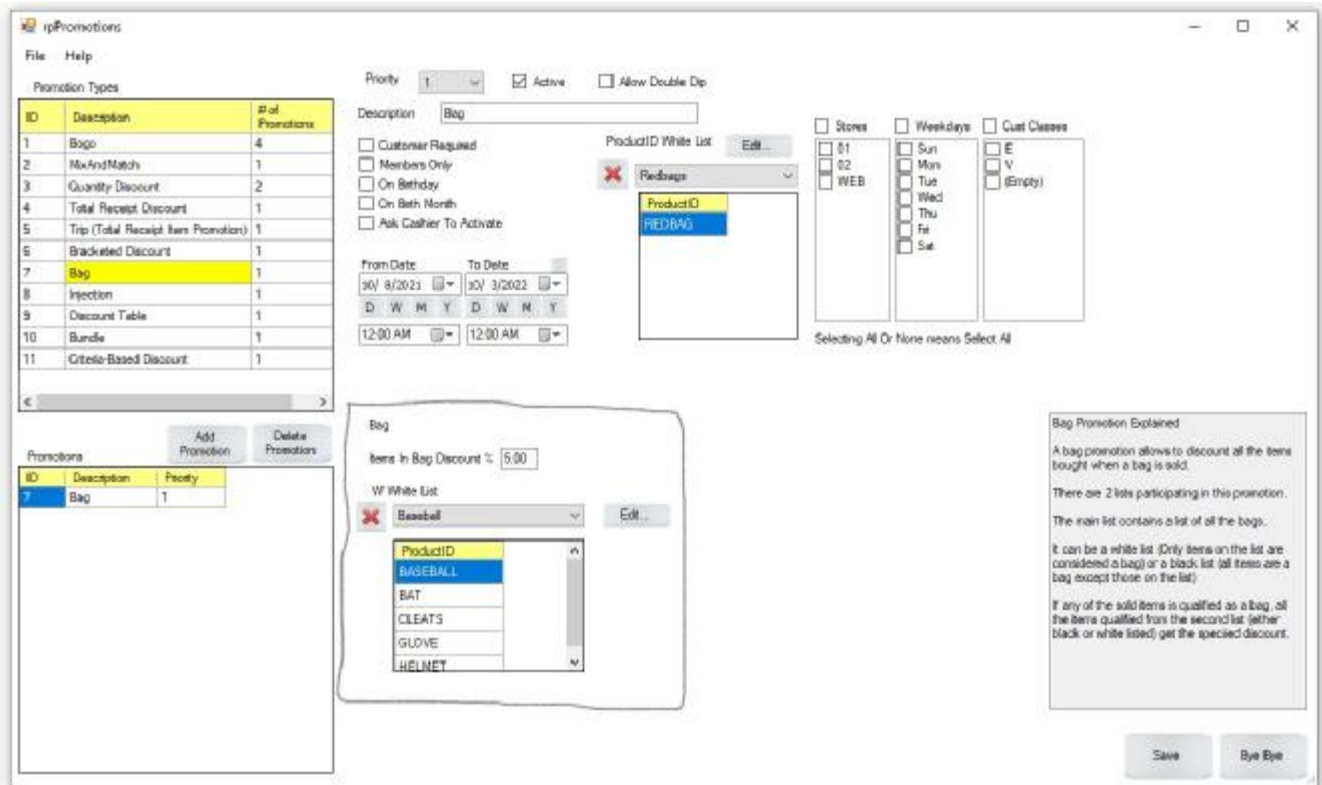 rpPromotions
File Help
Promotion Types
ID Description # of Promotions
1 Bogo 4
2 MixAndMatch 1
3 Quantity Discount 2
4 Total Receipt Discount 1
5 Trip (Total Receipt Item Promotion) 1
6 Bracketed Discount 1
7 Bag 1
8 Injection 1
9 Discount Table 1
10 Bundle 1
11 Criteria-Based Discount 1
Add Promotion
Delete Promotion
Promotions
ID Description Priority
7 Bag 1
Priority 1 Active Allow Double Dip
Description Bag
Customer Required
Members Only
On Birthday
On Birth Month
Ask Cashier To Activate
From Date To Date
10/ 8/2021 10/ 3/2022
D W M Y D W M Y
12:00 AM 12:00 AM
ProductID White List Edit...
Redbags
ProductID
REDBAG
Stores
01
02
WEB
Weekdays
Sun
Mon
Tue
Wed
Thu
Fri
Sat
Cust Classes
E
V
(Empty)
Selecting All Or None means Select All
Bag
Items In Bag Discount % 5.00
W White List
Baseball Edit...
ProductID
BASEBALL
BAT
CLEATS
GLOVE
HELMET
Bag Promotion Explained
A bag promotion allows to discount all the items
bought when a bag is sold.
There are 2 lists participating in this promotion.
The main list contains a list of all the bags.
It can be a white list (Only items on the list are
considered a bag) or a black list (all items are a
bag except those on the list)
If any of the sold items is qualified as a bag, all
the items qualified from the second list (either
black or white listed) get the specified discount.
Save
Bye Bye